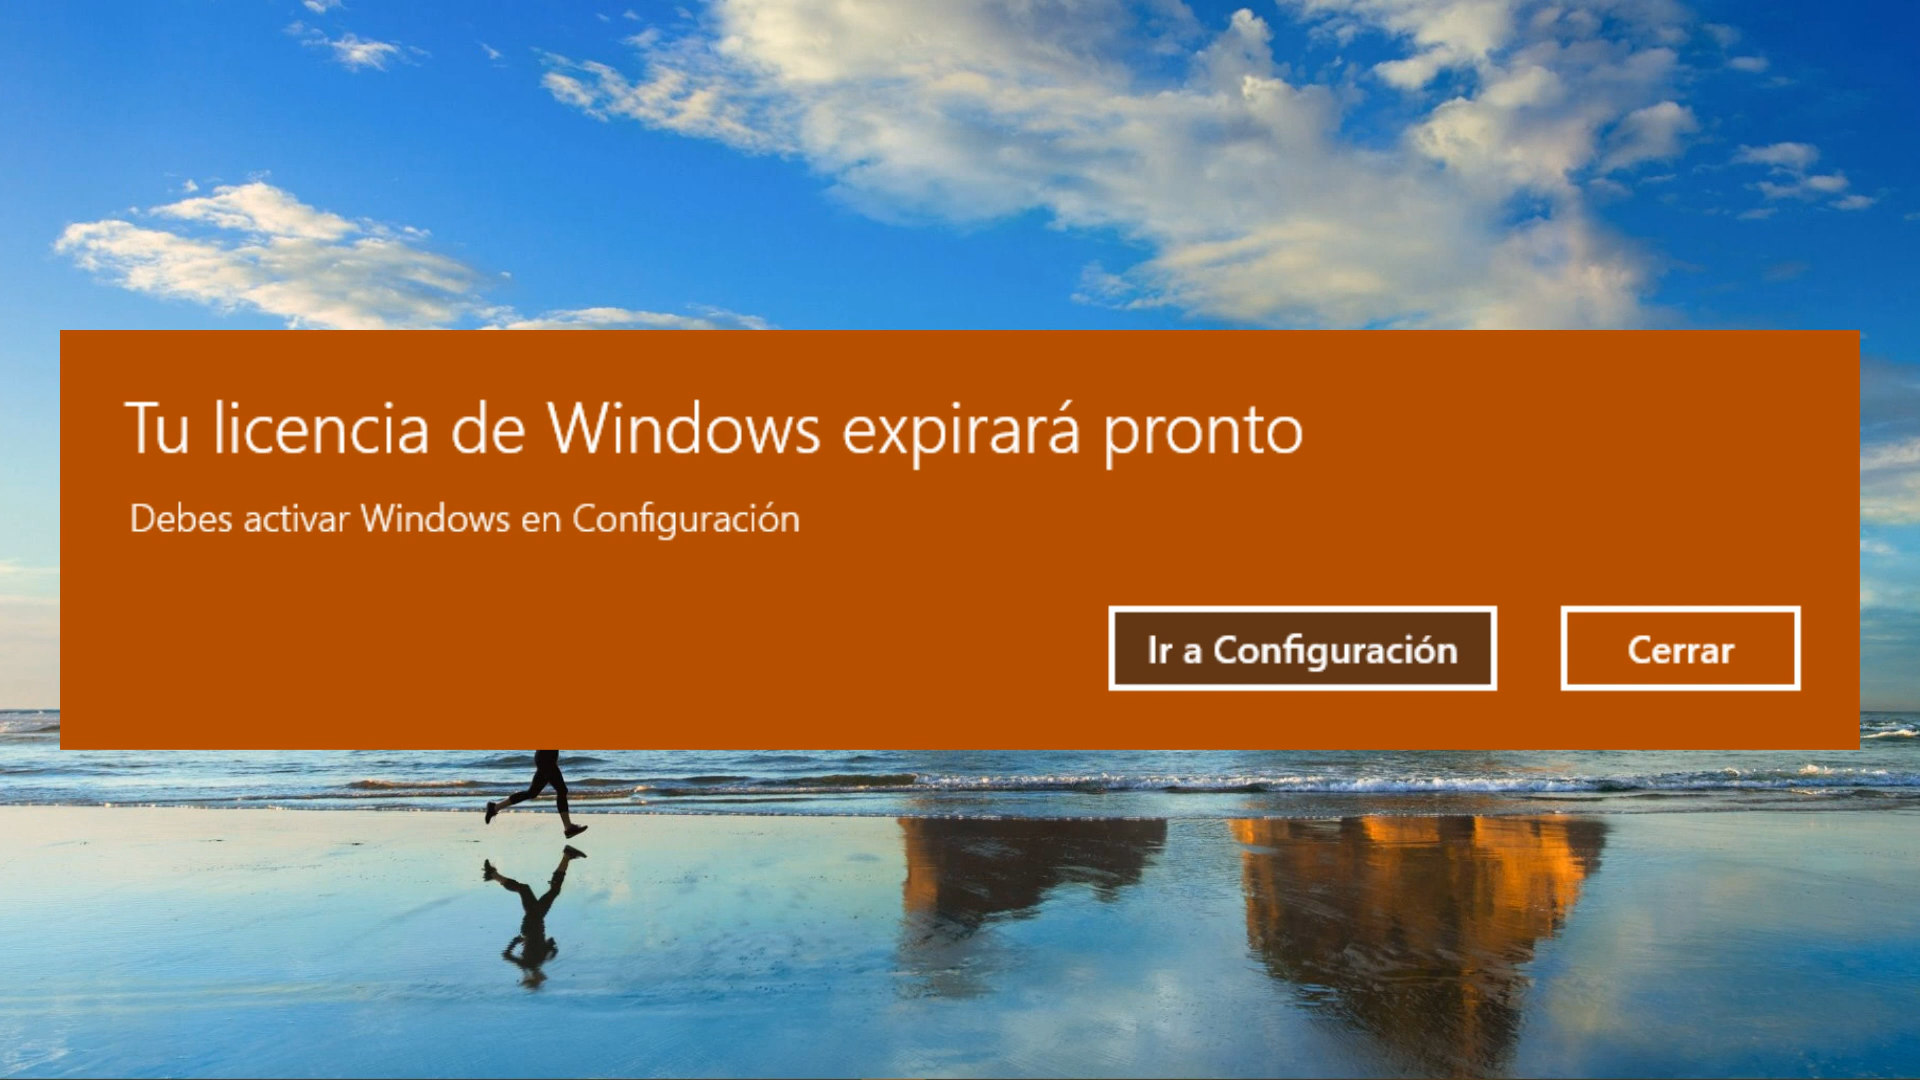 Tu licencia de Windows expirará pronto
Debes activar Windows en Configuración
Ir a Configuración
Cerrar